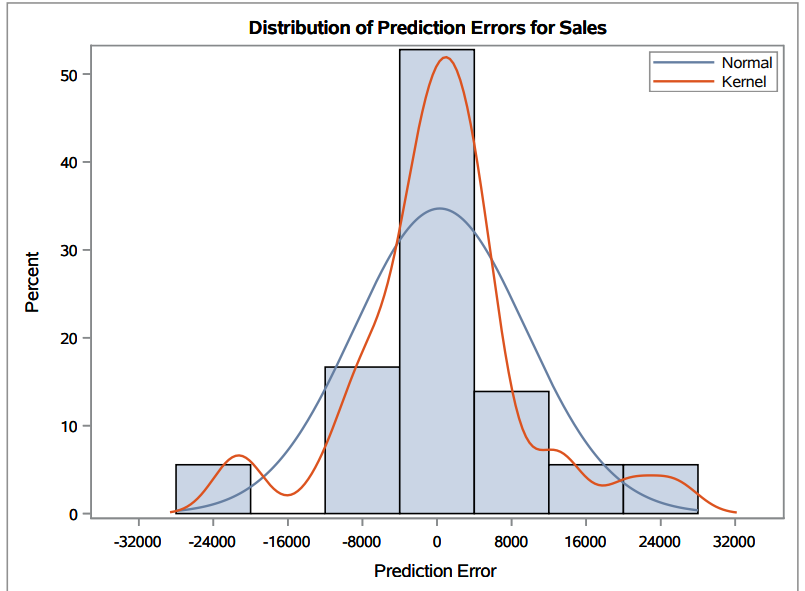 Distribution of Prediction Errors for Sales
Normal
Kernel
50
40
30
20
10
0
Percent
-32000 -24000 -16000 -8000 0 8000 16000 24000 32000
Prediction Error